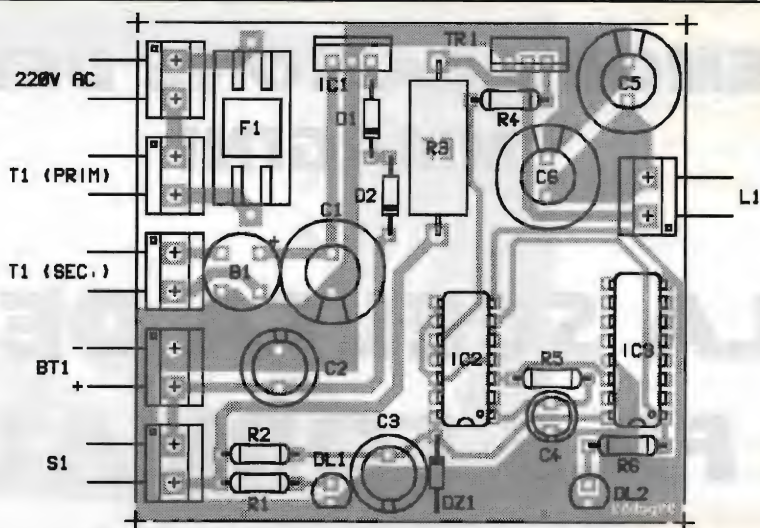 220V AC
T1 (PRIM)
T1 (SEC.)
BT1
-
+
S1
F1
IC1
TR1
C5
D1
R3
R4
L1
C6
D2
C1
+
B1
C2
IC2
R5
IC3
C3
C4
R2
DL1
R1
DZ1
R6
DL2